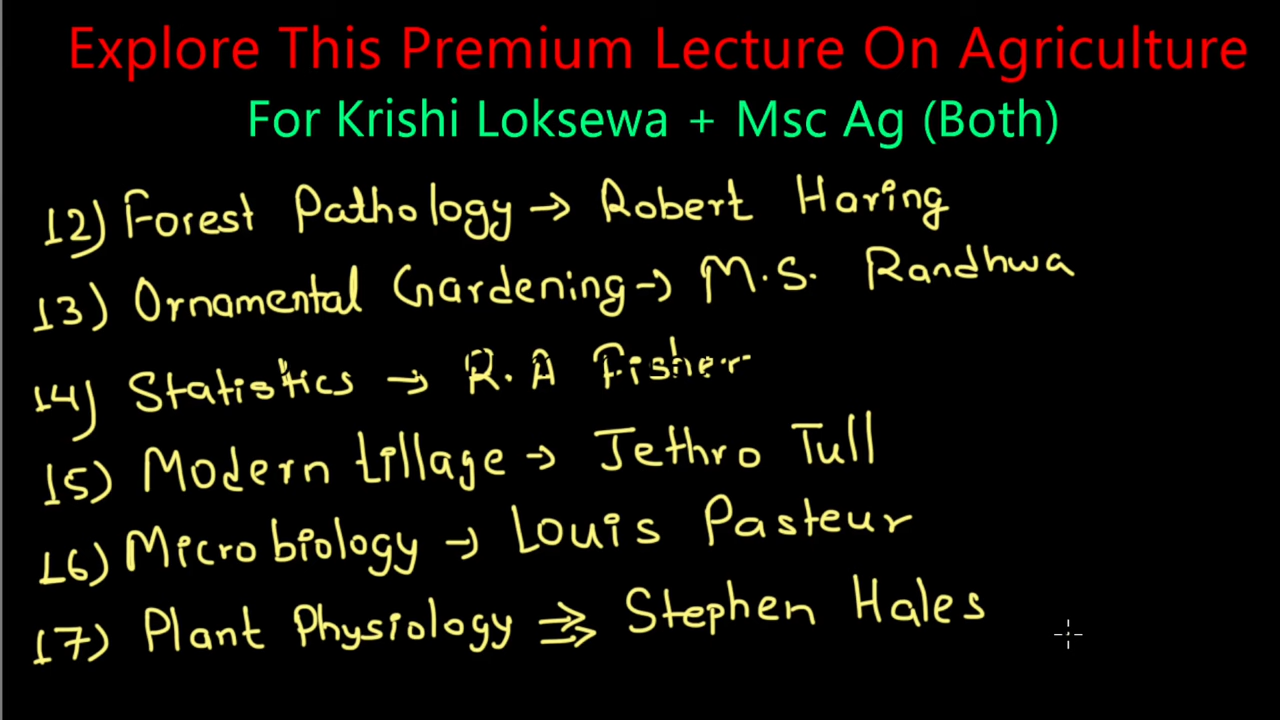 Explore This Premium Lecture On Agriculture
For Krishi Loksewa + Msc Ag (Both)
12) Forest Pathology → Robert Haring
13) Ornamental Gardening → M.S. Randhwa
14) Statistics → R.A Fisher
15) Modern tillage → Jethro Tull
16) Microbiology → Louis Pasteur
17) Plant Physiology ⇒ Stephen Hales